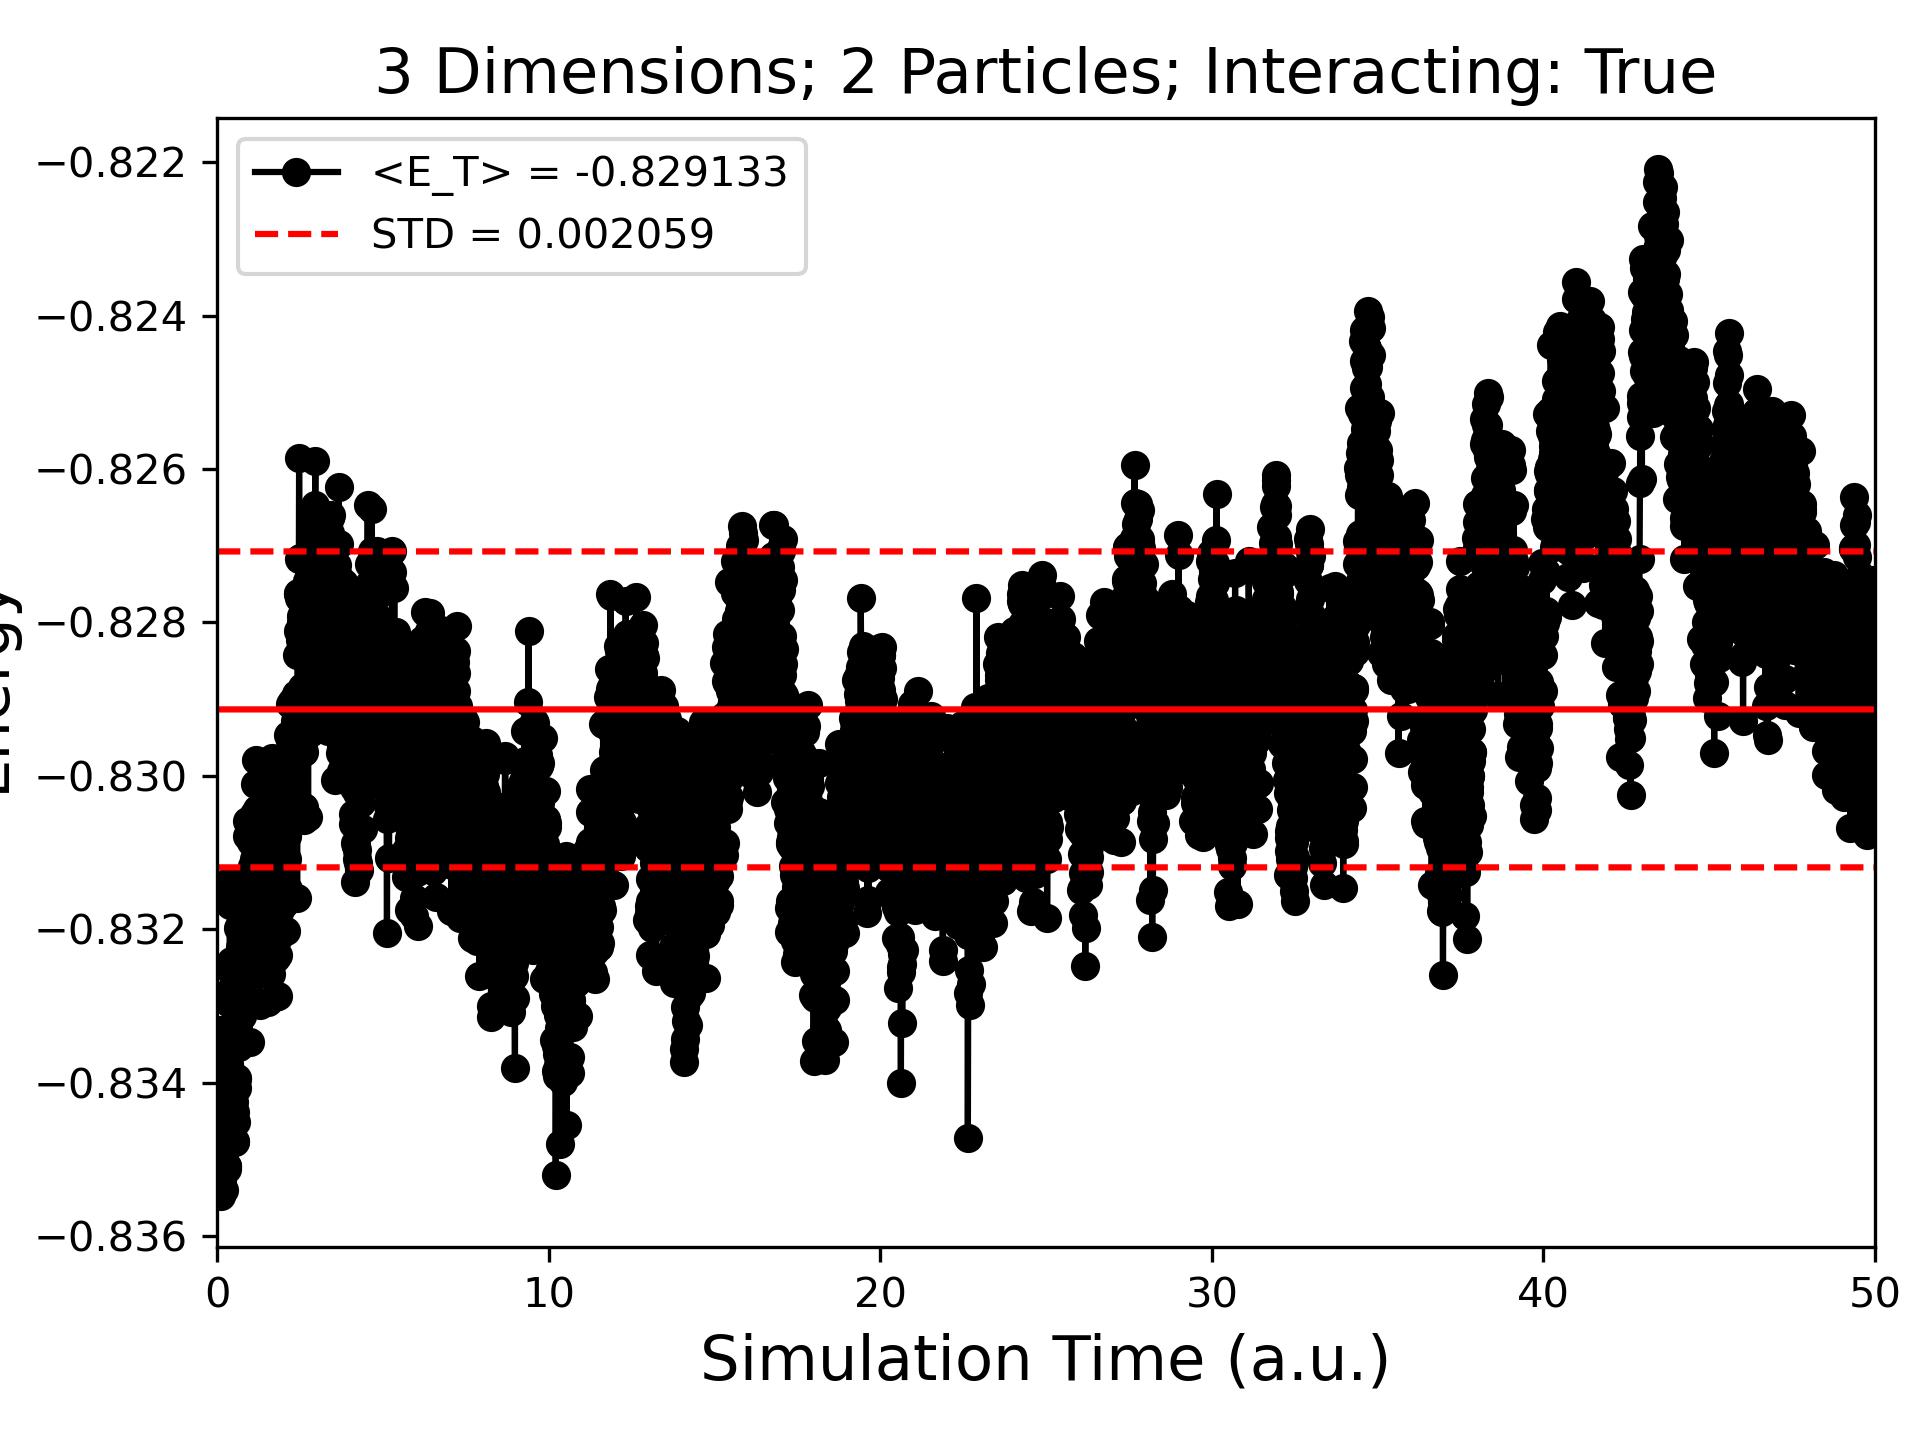 3 Dimensions; 2 Particles; Interacting: True
<E_T> = -0.829133
STD = 0.002059
−0.822
−0.824
−0.826
−0.828
−0.830
−0.832
−0.834
−0.836
Energy
0 10 20 30 40 50
Simulation Time (a.u.)